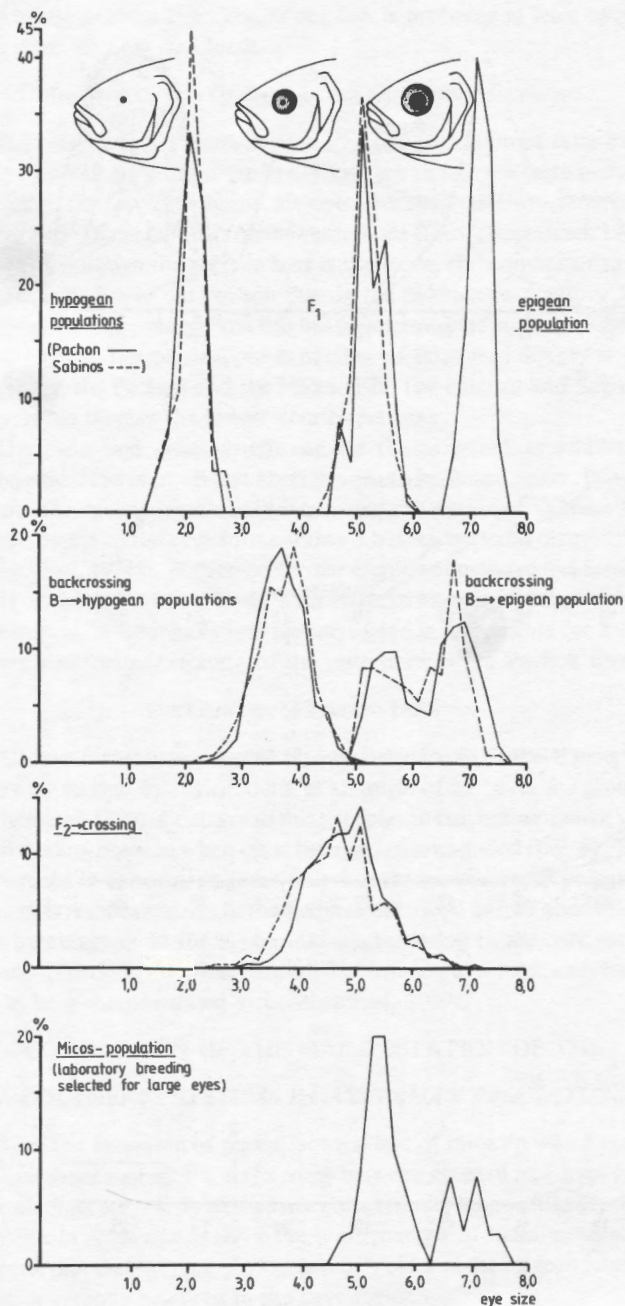 %
40
30
20
10
0
hypogean
populations
(Pachon
Sabinos )
F1
epigean
population
1,0 2,0 3,0 4,0 5,0 6,0 7,0 8,0
%
20
10
0
backcrossing
B→hypogean populations
backcrossing
B→epigean population
1,0 2,0 3,0 4,0 5,0 6,0 7,0 8,0
%
10
0
F2→crossing
1,0 2,0 3,0 4,0 5,0 6,0 7,0 8,0
%
20
10
0
Micos-population
(laboratory breeding
selected for large eyes)
1,0 2,0 3,0 4,0 5,0 6,0 7,0 8,0
eye size